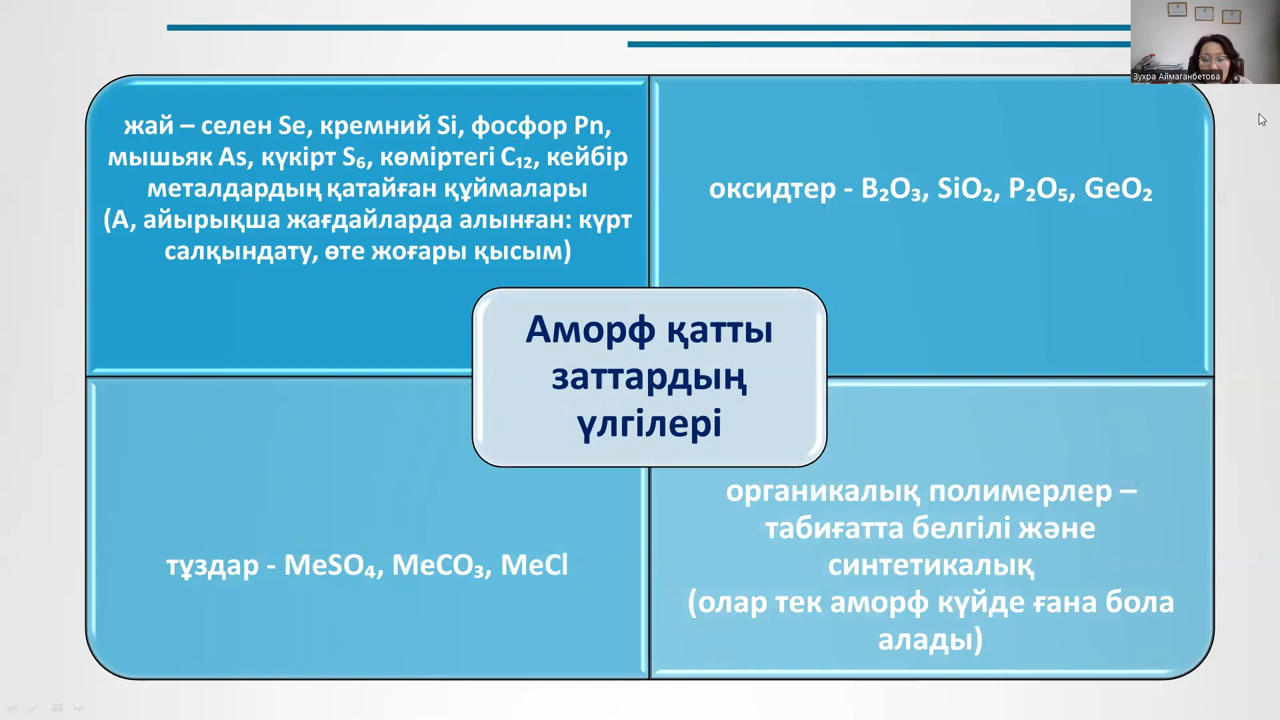 Зухра Аймаганбетова
жай – селен Se, кремний Si, фосфор Pn,
мышьяк As, күкірт S₆, көміртегі C₁₂, кейбір
металдардың қатайған құймалары
(А, айырықша жағдайларда алынған: күрт
салқындату, өте жоғары қысым)
оксидтер - B₂O₃, SiO₂, P₂O₅, GeO₂
Аморф қатты
заттардың
үлгілері
тұздар - MeSO₄, MeCO₃, MeCl
органикалық полимерлер –
табиғатта белгілі және
синтетикалық
(олар тек аморф күйде ғана бола
алады)